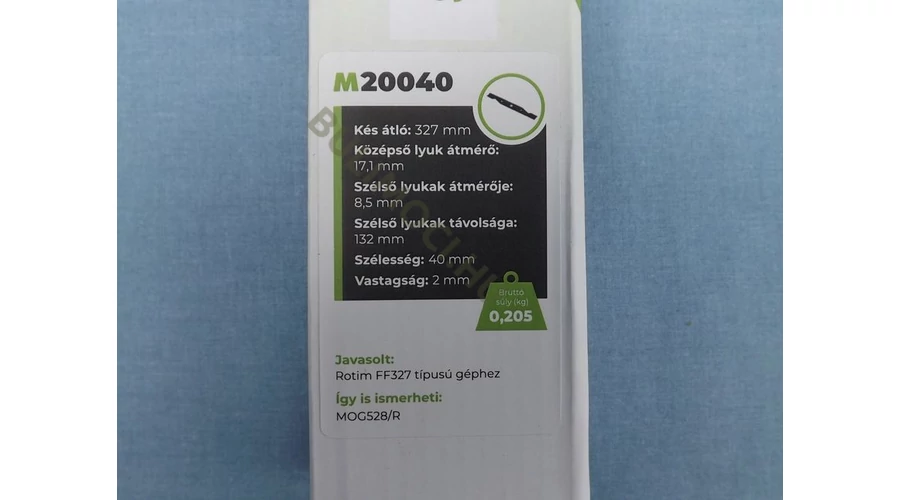 M20040
Kés átló: 327 mm
Középső lyuk átmérő:
17,1 mm
Szélső lyukak átmérője:
8,5 mm
Szélső lyukak távolsága:
132 mm
Szélesség: 40 mm
Vastagság: 2 mm
Bruttó
súly (kg)
0,205
Javasolt:
Rotim FF327 típusú géphez
Így is ismerheti:
MOG528/R